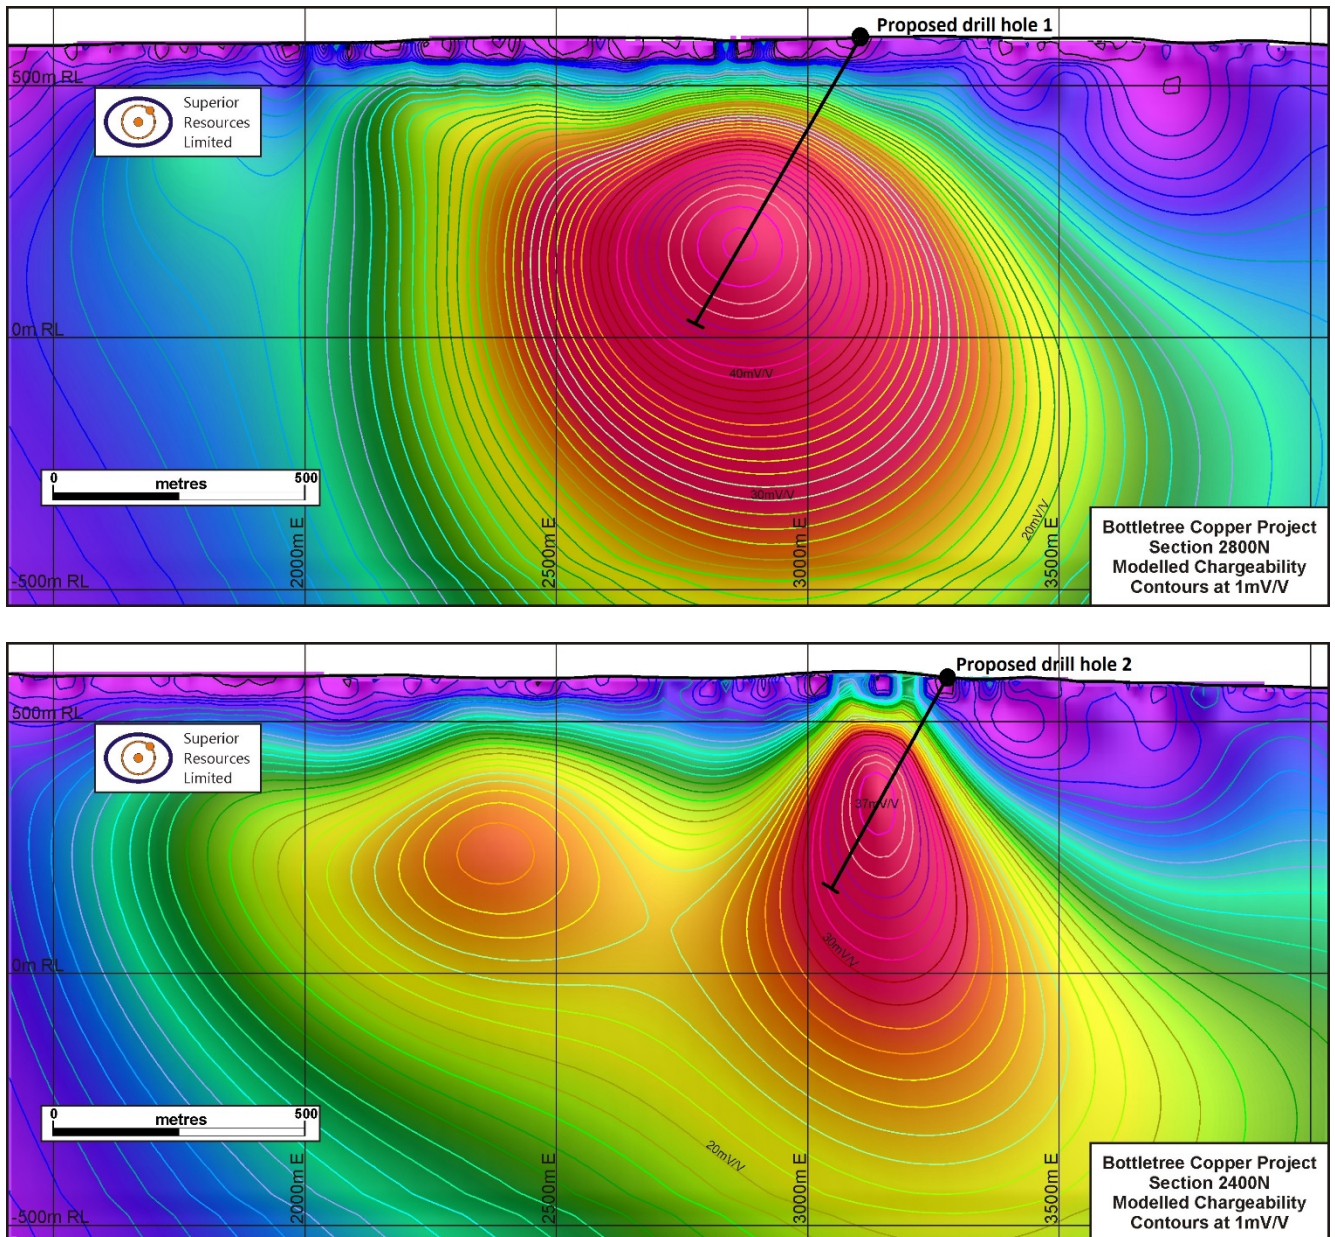 Proposed drill hole 1
500m RL
Superior
Resources
Limited
0m RL
40mV/V
30mV/V
20mV/V
0 metres 500
2000m E
2500m E
3000m E
3500m E
-500m RL
Bottletree Copper Project
Section 2800N
Modelled Chargeability
Contours at 1mV/V
Proposed drill hole 2
500m RL
Superior
Resources
Limited
37mV/V
30mV/V
0m RL
0 metres 500
20mV/V
2000m E
2500m E
3000m E
3500m E
-500m RL
Bottletree Copper Project
Section 2400N
Modelled Chargeability
Contours at 1mV/V